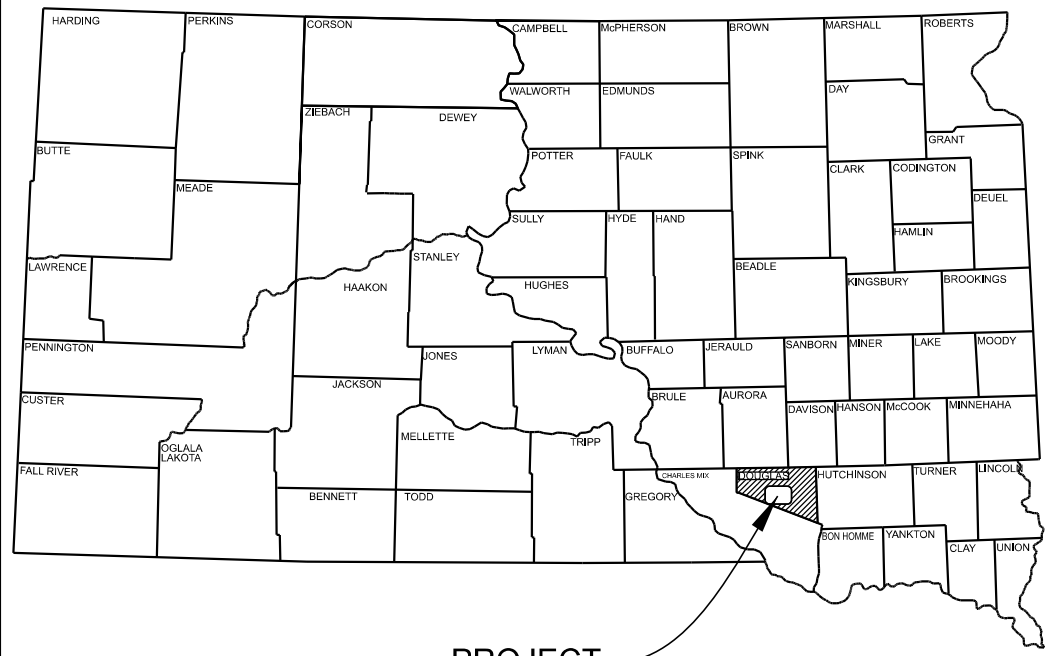 HARDING
PERKINS
CORSON
CAMPBELL
McPHERSON
BROWN
MARSHALL
ROBERTS
WALWORTH
EDMUNDS
DAY
ZIEBACH
DEWEY
GRANT
BUTTE
POTTER
FAULK
SPINK
CLARK
CODINGTON
MEADE
DEUEL
SULLY
HYDE
HAND
HAMLIN
LAWRENCE
STANLEY
BEADLE
HAAKON
HUGHES
KINGSBURY
BROOKINGS
PENNINGTON
JONES
LYMAN
BUFFALO
JERAULD
SANBORN
MINER
LAKE
MOODY
JACKSON
CUSTER
BRULE
AURORA
DAVISON
HANSON
McCOOK
MINNEHAHA
MELLETTE
TRIPP
OGLALA
LAKOTA
FALL RIVER
CHARLES MIX
DOUGLAS
HUTCHINSON
TURNER
LINCOLN
BENNETT
TODD
GREGORY
BON HOMME
YANKTON
CLAY
UNION
PROJECT